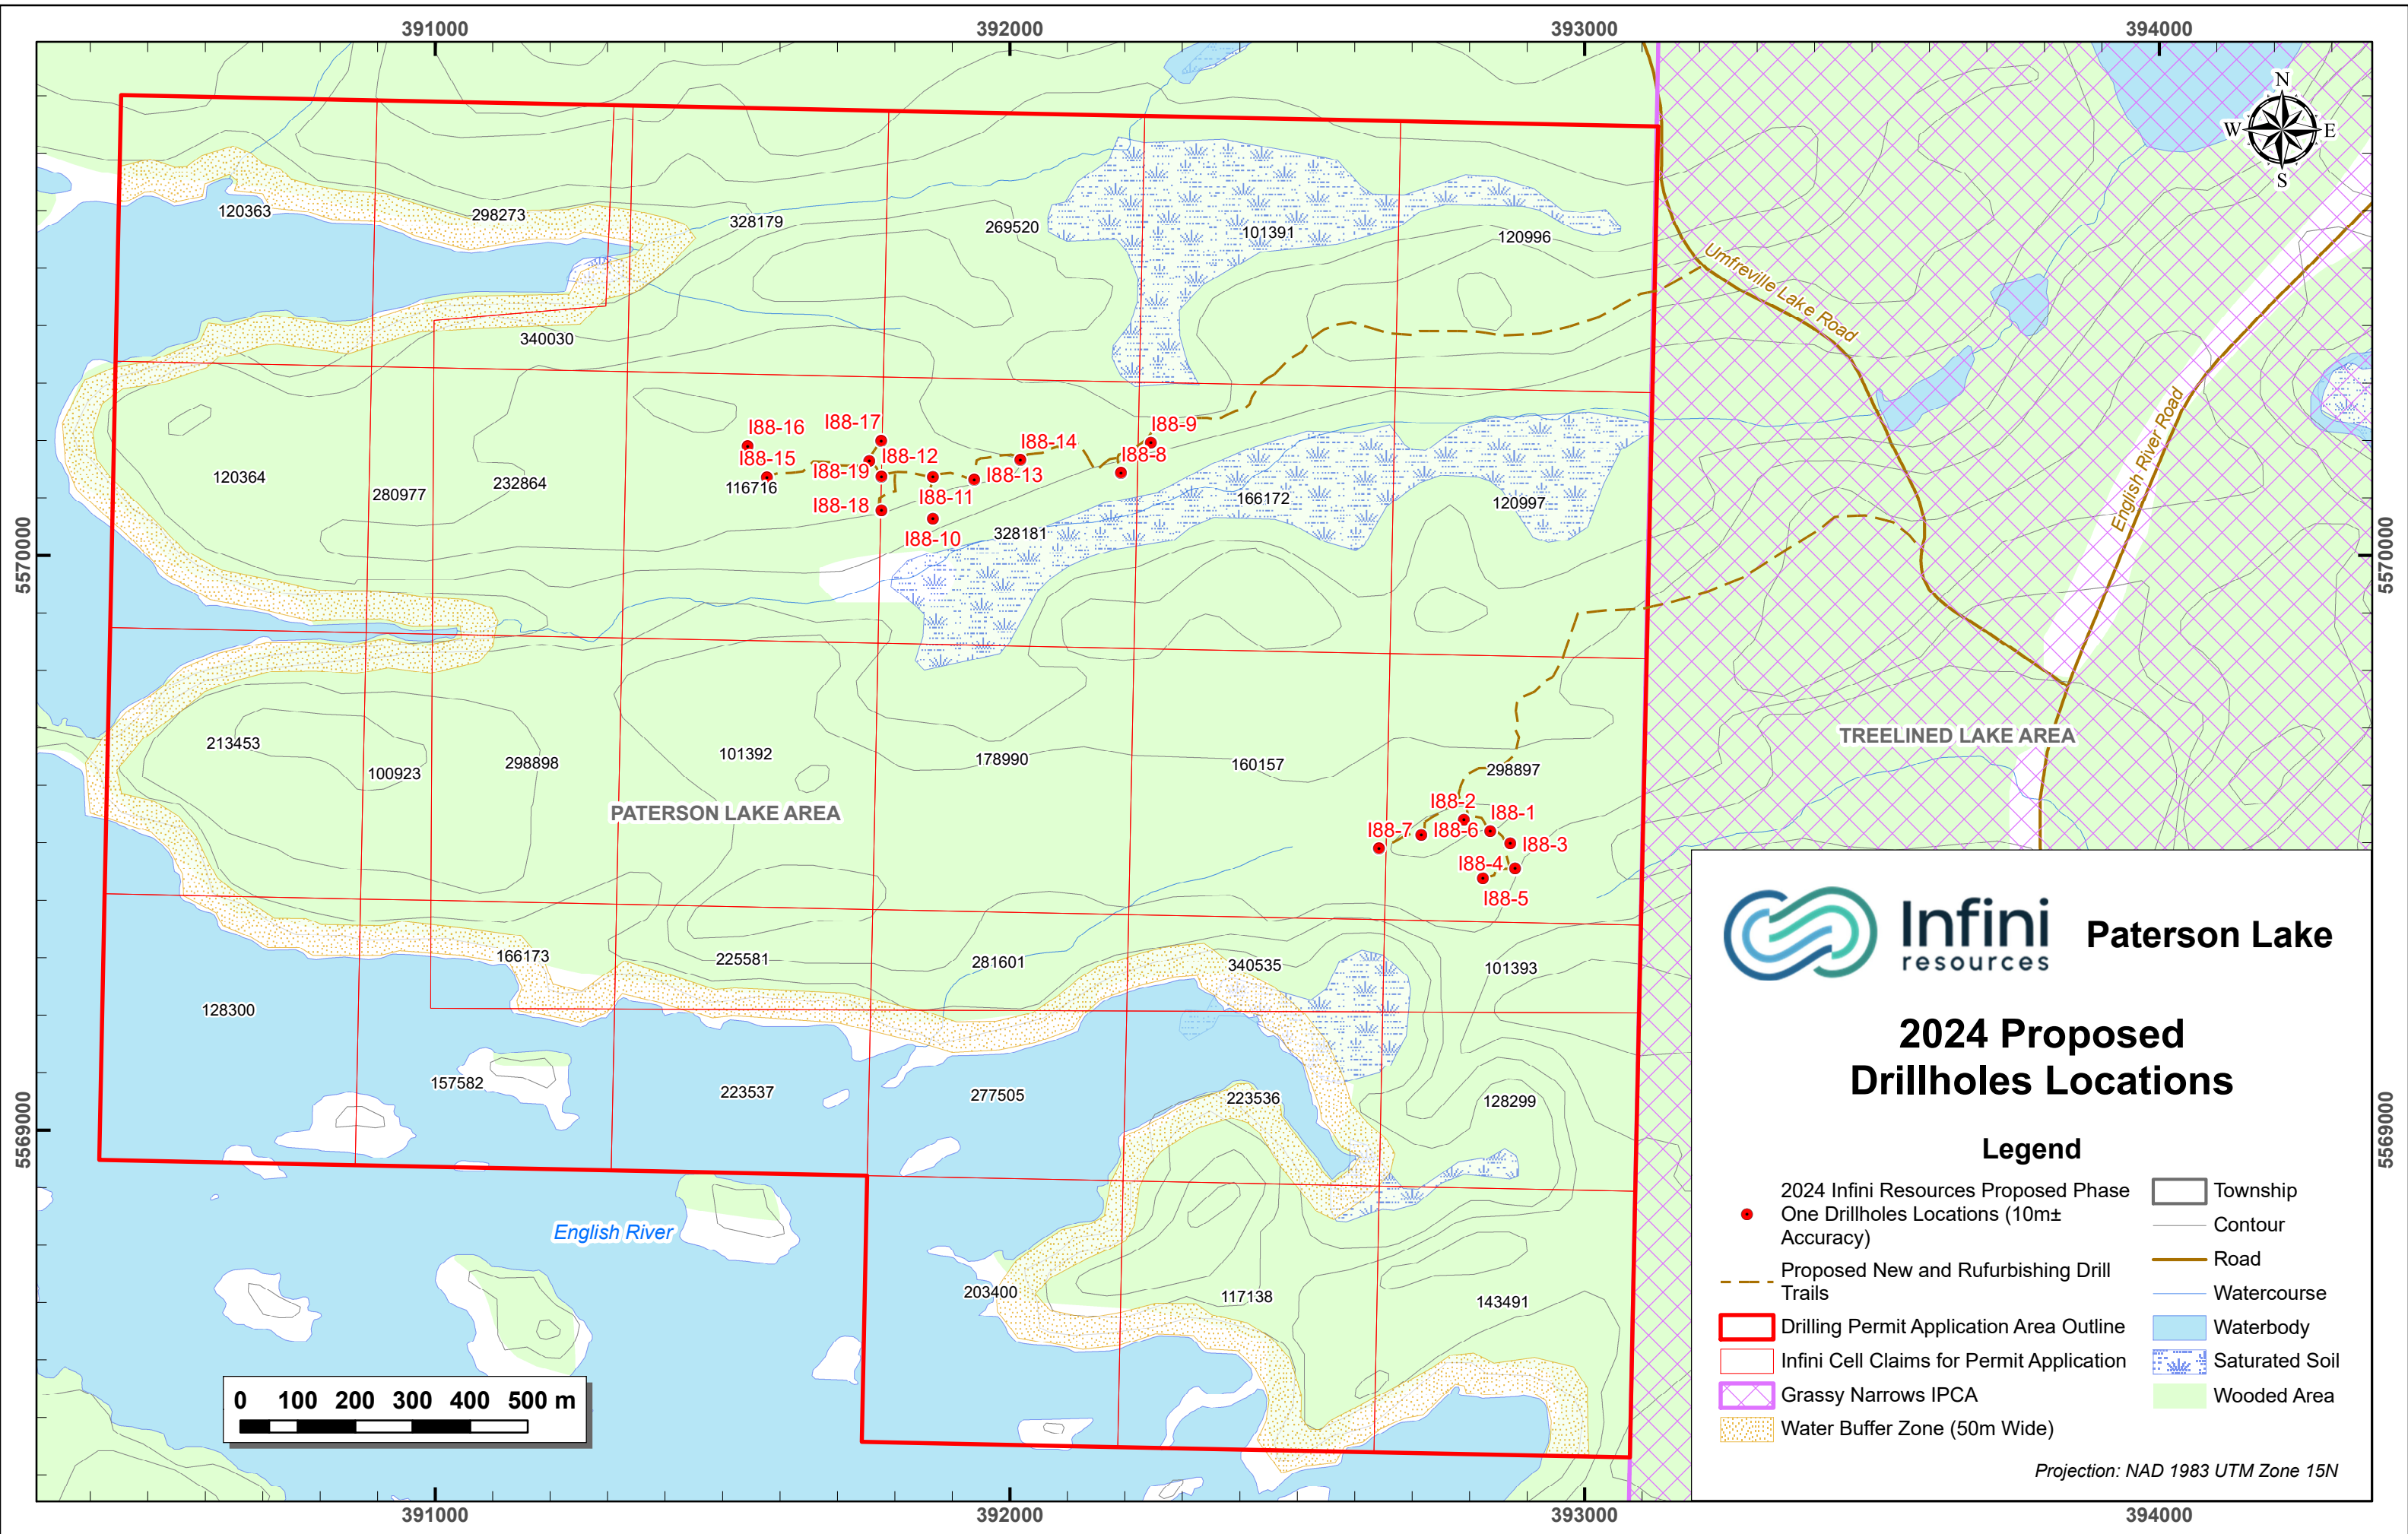 391000
392000
393000
394000
N
W
E
S
120363
298273
328179
269520
101391
120996
Umfreville Lake Road
340030
English River Road
I88-16
I88-17
I88-9
I88-15
I88-12
I88-14
I88-8
I88-19
I88-13
120364
280977
232864
116716
I88-11
I88-18
166172
120997
I88-10
328181
5570000
5570000
213453
100923
298898
101392
178990
160157
298897
TREELINED LAKE AREA
PATERSON LAKE AREA
I88-2
I88-1
I88-7
I88-6
I88-3
I88-4
I88-5
166173
225581
281601
340535
101393
128300
157582
223537
277505
223536
128299
5569000
5569000
English River
203400
117138
143491
0 100 200 300 400 500 m
Infini
resources
Paterson Lake
2024 Proposed
Drillholes Locations
Legend
2024 Infini Resources Proposed Phase
One Drillholes Locations (10m±
Accuracy)
Proposed New and Rufurbishing Drill
Trails
Drilling Permit Application Area Outline
Infini Cell Claims for Permit Application
Grassy Narrows IPCA
Water Buffer Zone (50m Wide)
Township
Contour
Road
Watercourse
Waterbody
Saturated Soil
Wooded Area
Projection: NAD 1983 UTM Zone 15N
391000
392000
393000
394000